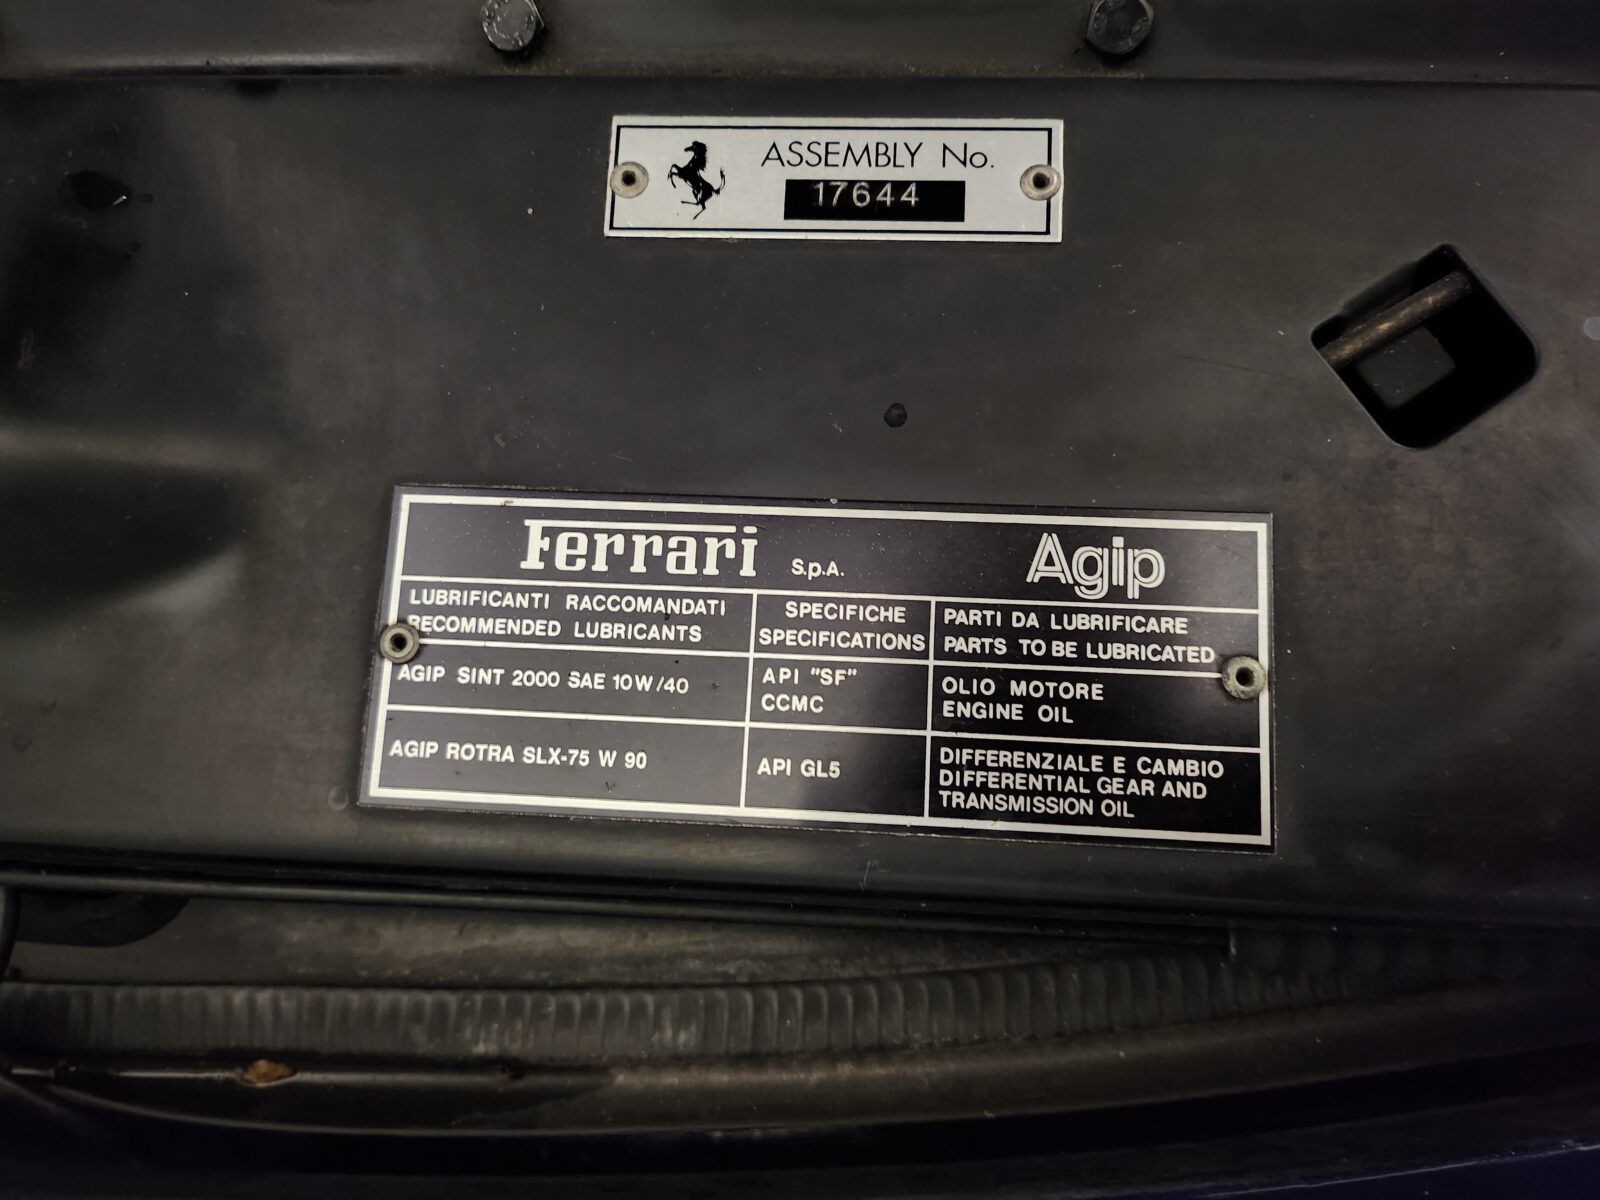 ASSEMBLY No.
17644
Ferrari S.p.A. Agip
LUBRIFICANTI RACCOMANDATI
RECOMMENDED LUBRICANTS
SPECIFICHE
SPECIFICATIONS
PARTI DA LUBRIFICARE
PARTS TO BE LUBRICATED
AGIP SINT 2000 SAE 10W/40
API "SF"
CCMC
OLIO MOTORE
ENGINE OIL
AGIP ROTRA SLX-75 W 90
API GL5
DIFFERENZIALE E CAMBIO
DIFFERENTIAL GEAR AND
TRANSMISSION OIL